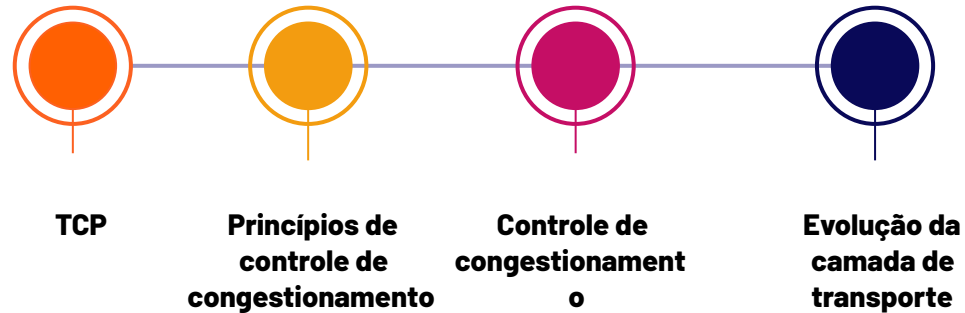 TCP
Princípios de
controle de
congestionamento
Controle de
congestionament
o
Evolução da
camada de
transporte